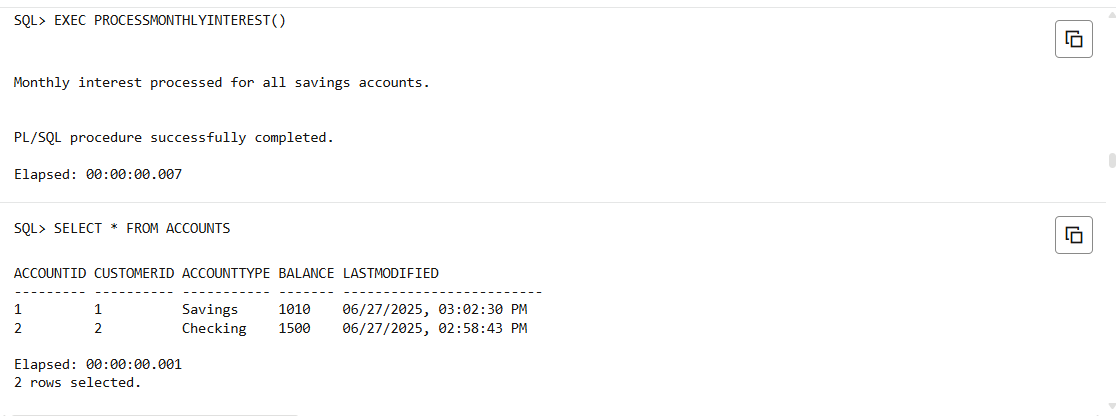 SQL> EXEC PROCESSMONTHLYINTEREST()
Monthly interest processed for all savings accounts.
PL/SQL procedure successfully completed.
Elapsed: 00:00:00.007
SQL> SELECT * FROM ACCOUNTS
ACCOUNTID CUSTOMERID ACCOUNTTYPE BALANCE LASTMODIFIED
--------- ---------- ----------- ------- -------------------------
1         1          Savings     1010    06/27/2025, 03:02:30 PM
2         2          Checking    1500    06/27/2025, 02:58:43 PM
Elapsed: 00:00:00.001
2 rows selected.